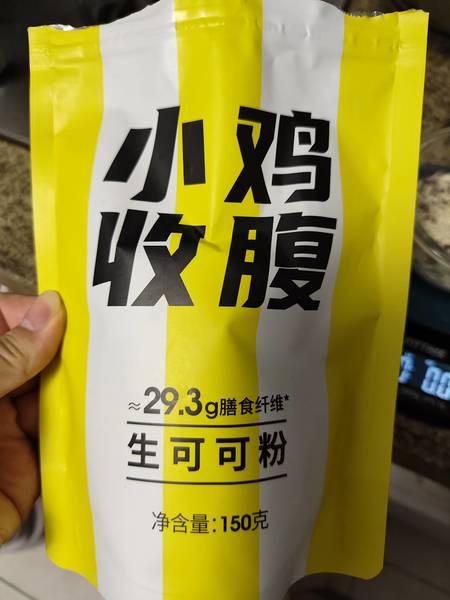 小鸡
收腹
≈29.3g膳食纤维*
生可可粉
净含量：150克